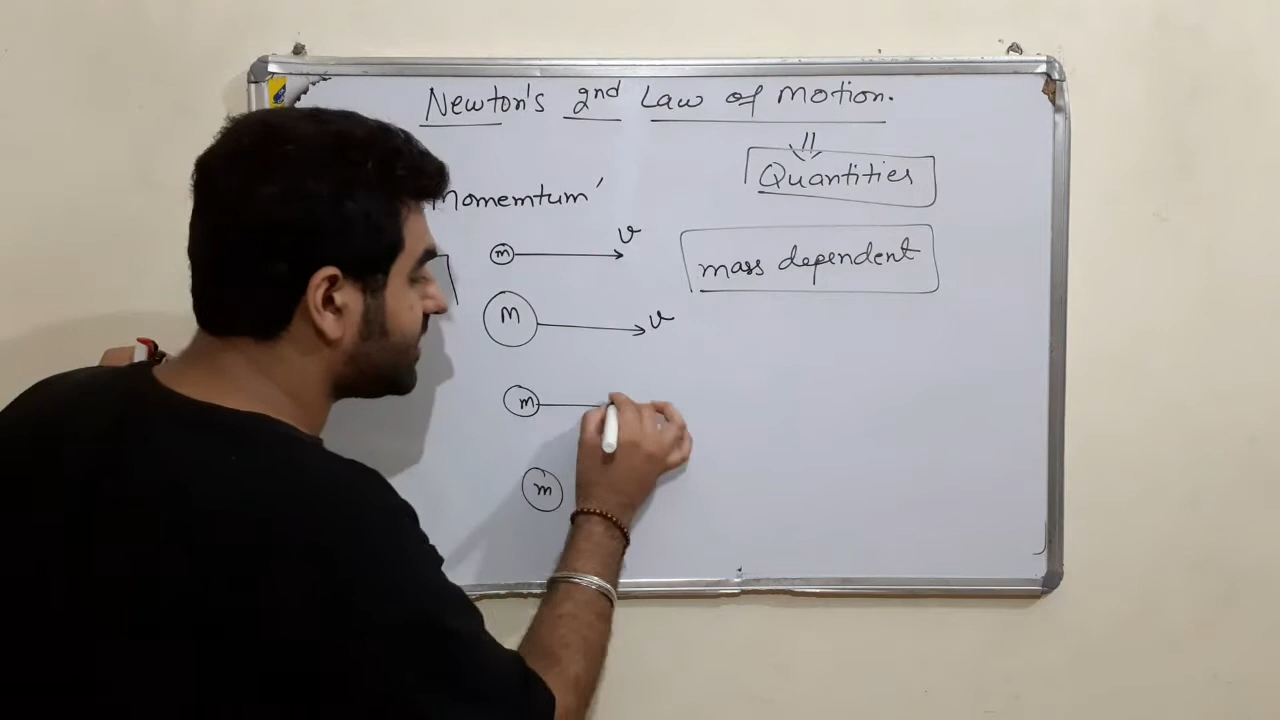 Newton's 2nd Law of Motion.
Quantities
Momemtum'
m v
mass dependent
M v
m
m